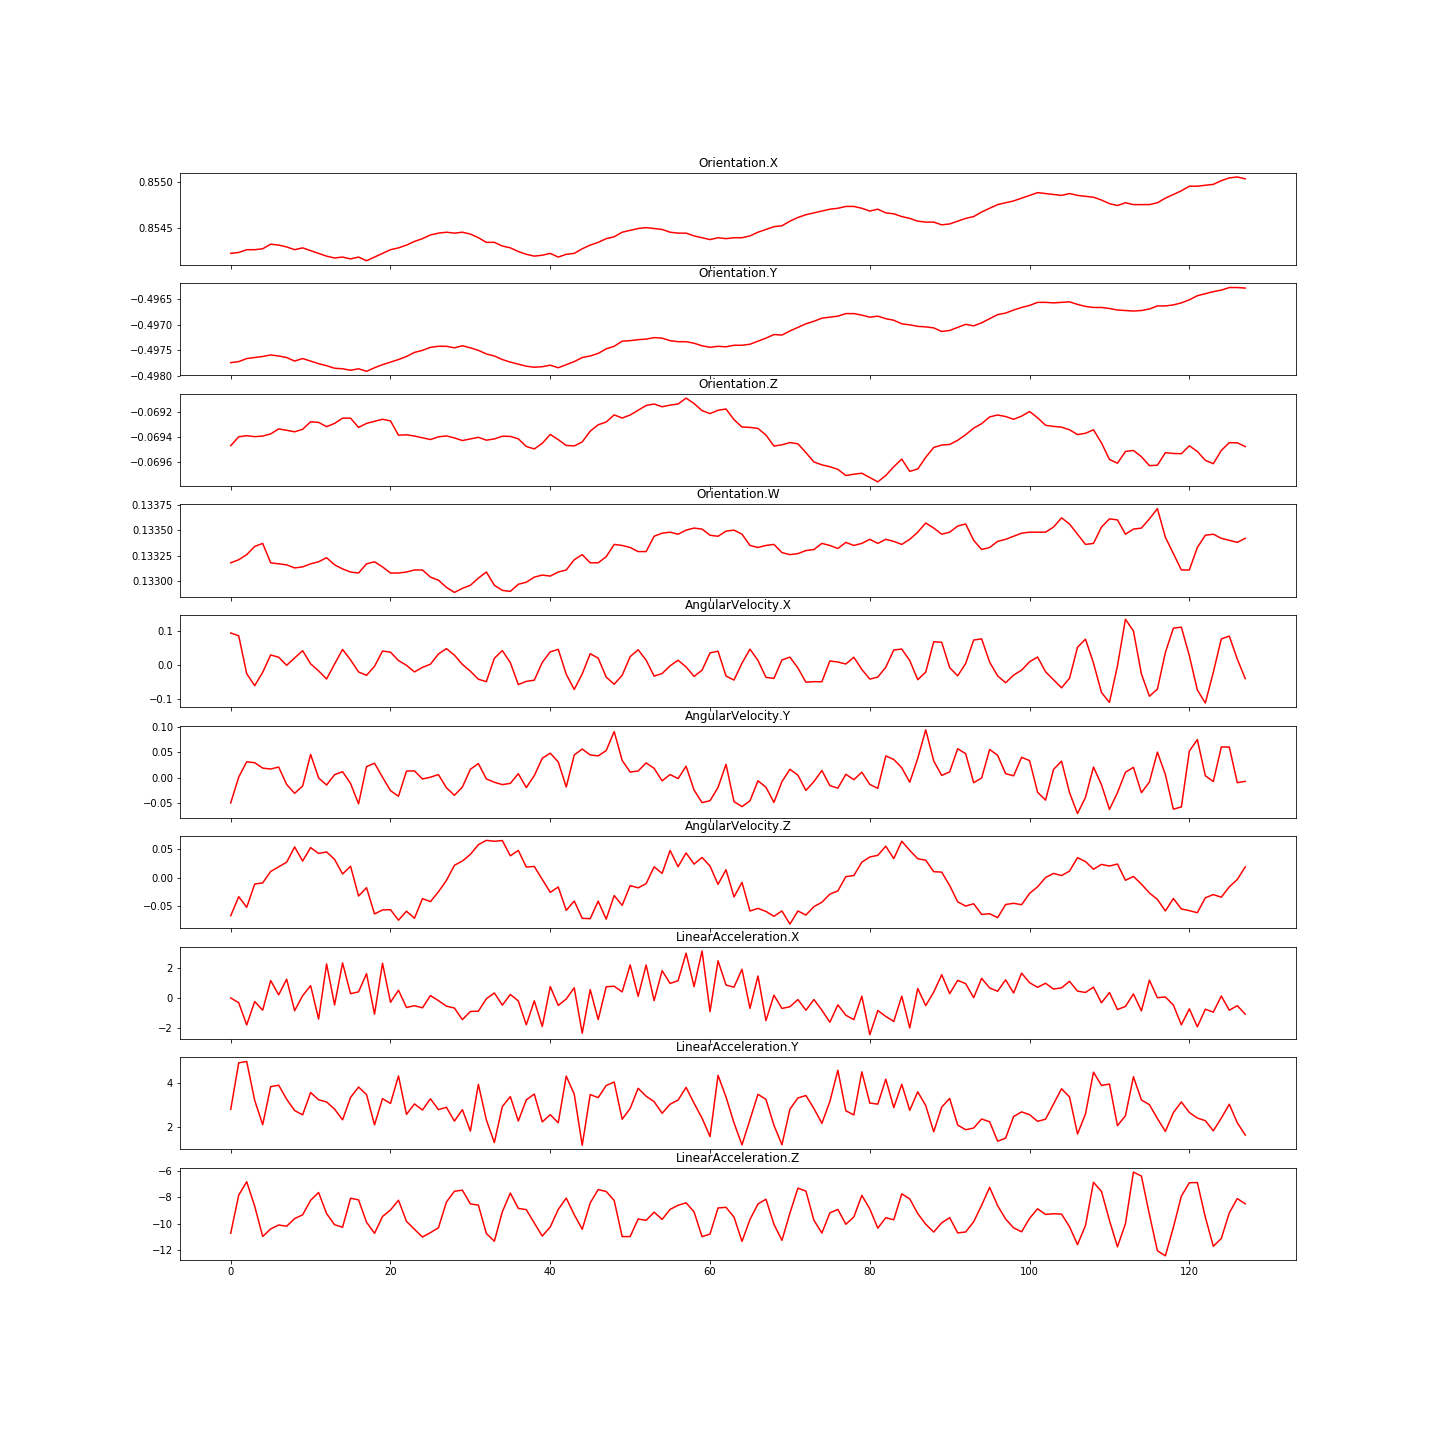 Orientation.X
0.8550
0.8545
Orientation.Y
−0.4965
−0.4970
−0.4975
−0.4980
Orientation.Z
−0.0692
−0.0694
−0.0696
Orientation.W
0.13375
0.13350
0.13325
0.13300
AngularVelocity.X
0.1
0.0
−0.1
AngularVelocity.Y
0.10
0.05
0.00
−0.05
AngularVelocity.Z
0.05
0.00
−0.05
LinearAcceleration.X
2
0
−2
LinearAcceleration.Y
4
2
LinearAcceleration.Z
−6
−8
−10
−12
0 20 40 60 80 100 120